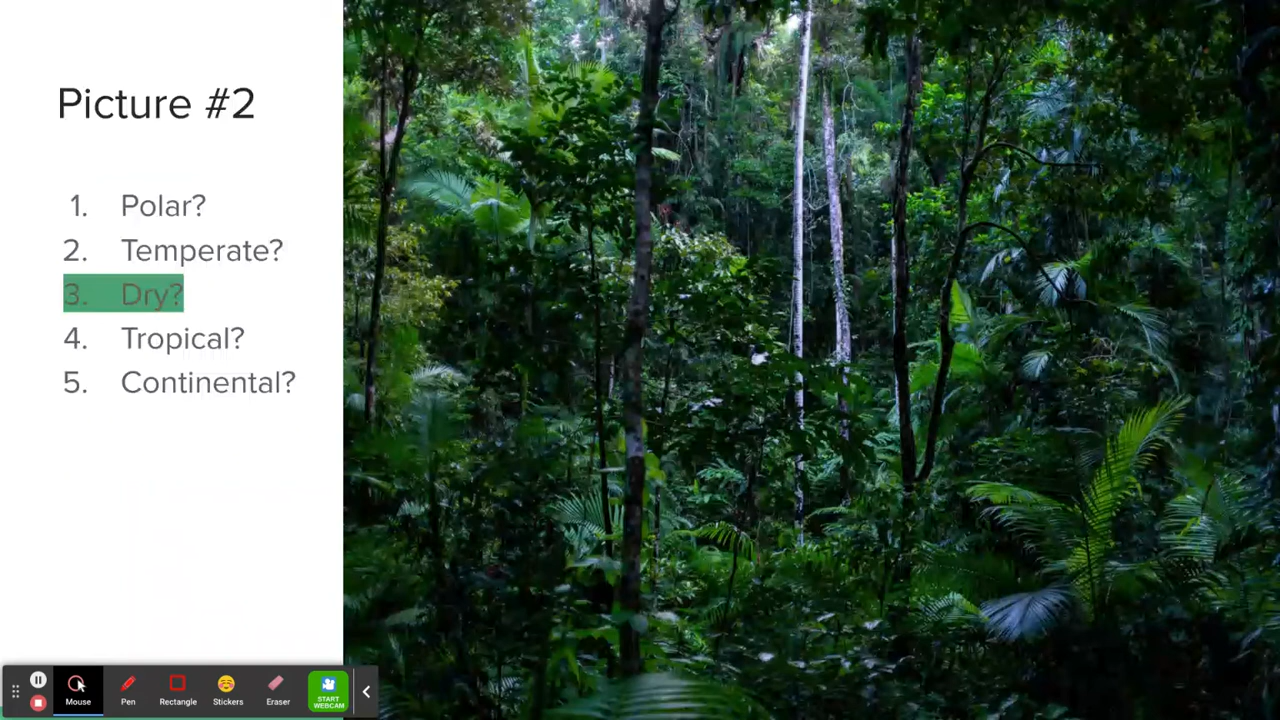 Picture #2
1. Polar?
2. Temperate?
3. Dry?
4. Tropical?
5. Continental?
Mouse
Pen
Rectangle
Stickers
Eraser
START
WEBCAM